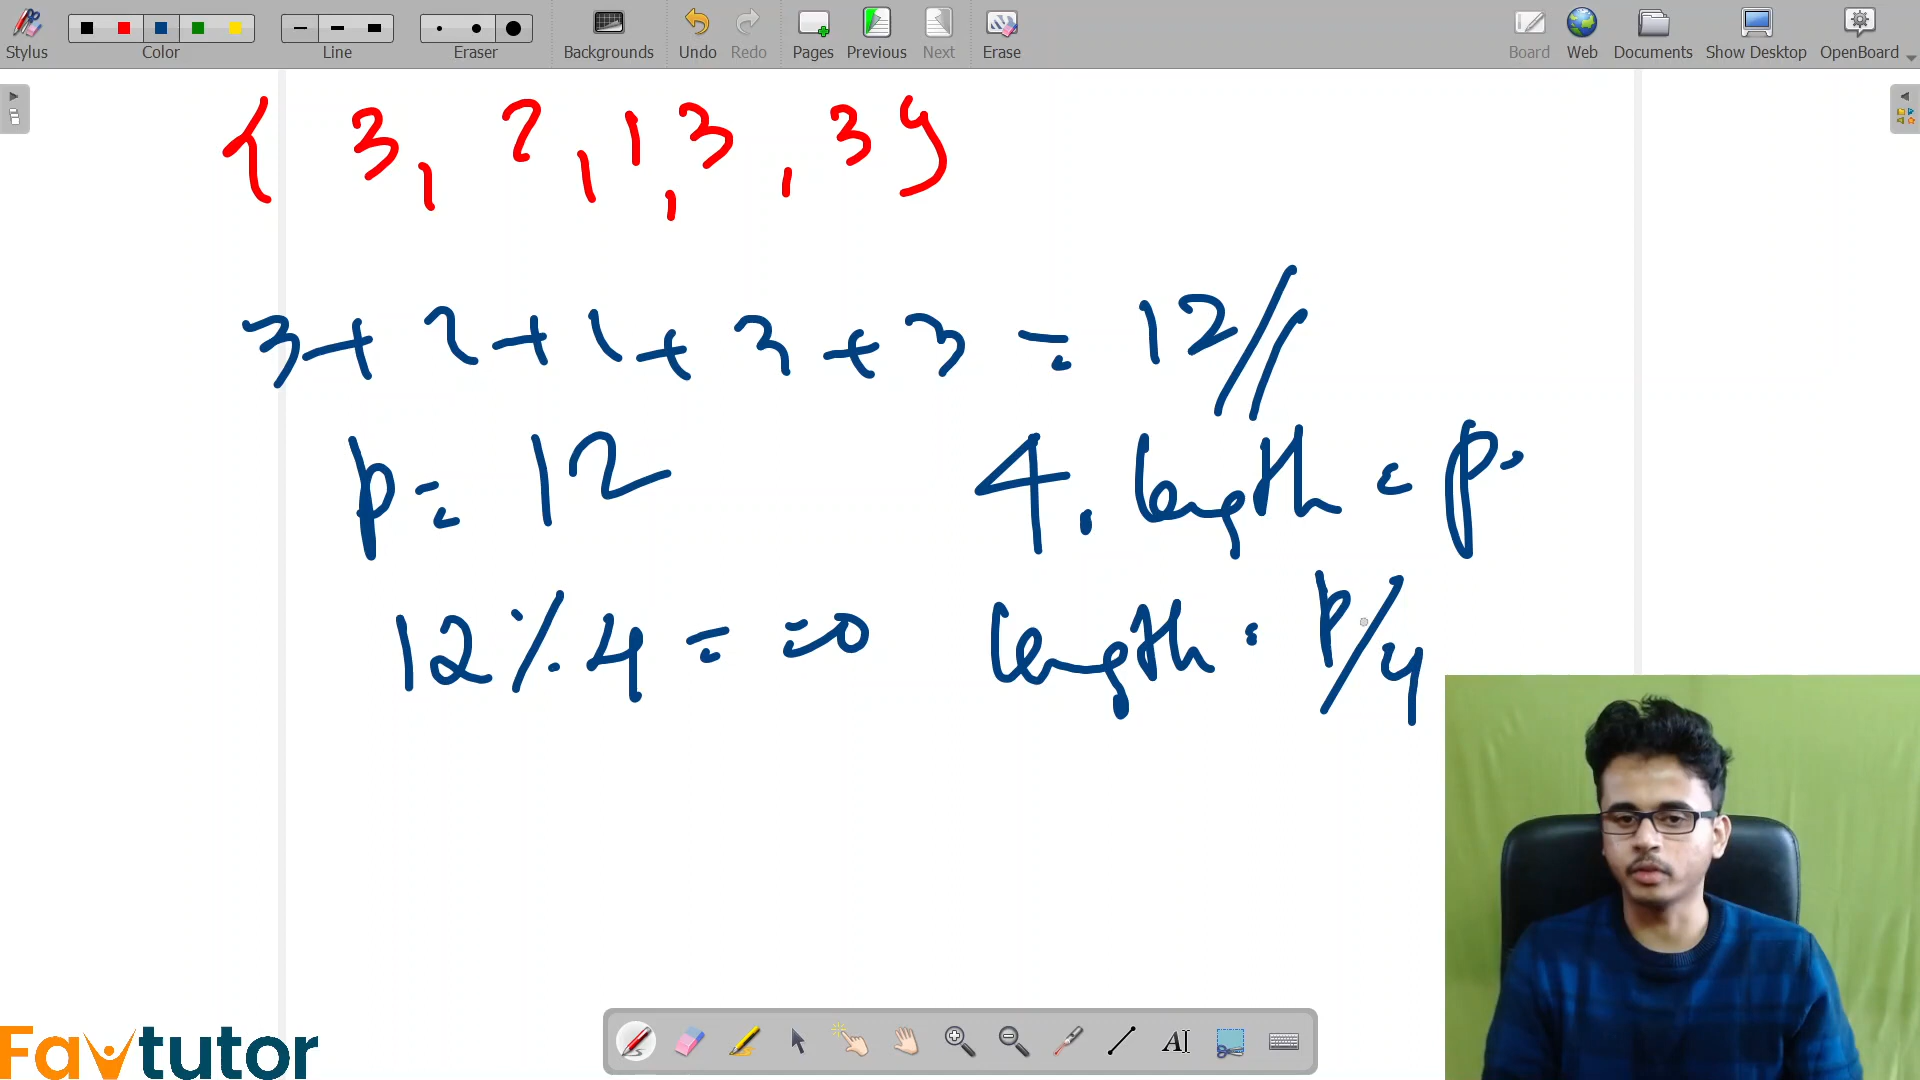 Stylus Color Line Eraser Backgrounds Undo Redo Pages Previous Next Erase Board Web Documents Show Desktop OpenBoard
{ 3, 2, 1, 3, 3}
3 + 2 + 1 + 3 + 3 = 12//
p = 12
4. length = p.
12 % 4 = = 0
length = p/4
Favtutor
AI